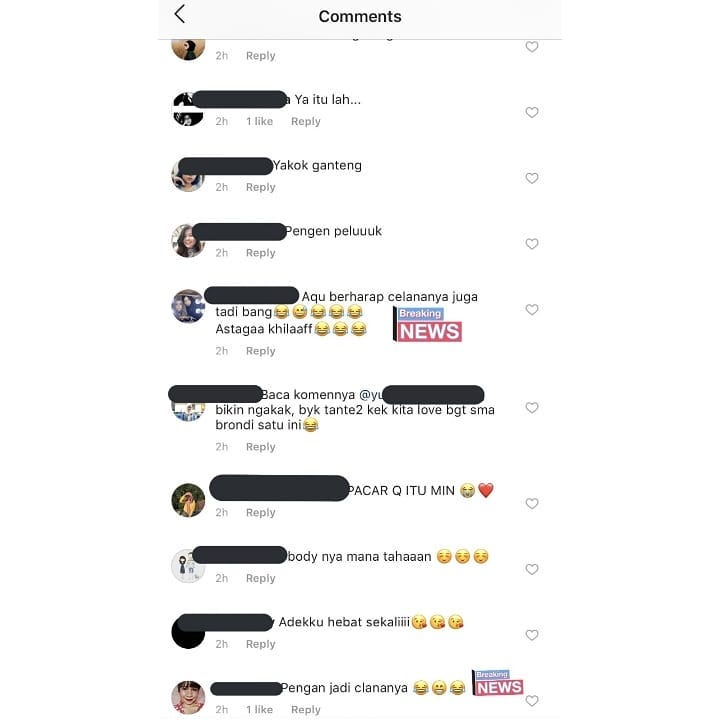 Comments
2h Reply
Ya itu lah...
2h 1 like Reply
Yakok ganteng
2h Reply
Pengen peluuuk
2h Reply
Aqu berharap celananya juga
tadi bang😂😅😂😂😂
Astagaa khilaaff😂😂😂
Breaking
NEWS
2h Reply
Baca komennya @yu
bikin ngakak, byk tante2 kek kita love bgt sma
brondi satu ini😂
2h Reply
PACAR Q ITU MIN 😭❤️
2h Reply
body nya mana tahaaan ☺️☺️☺️
2h Reply
Adekku hebat sekaliiii😘😘😘
2h Reply
Pengan jadi clananya 😂😁😂
Breaking
NEWS
2h 1 like Reply